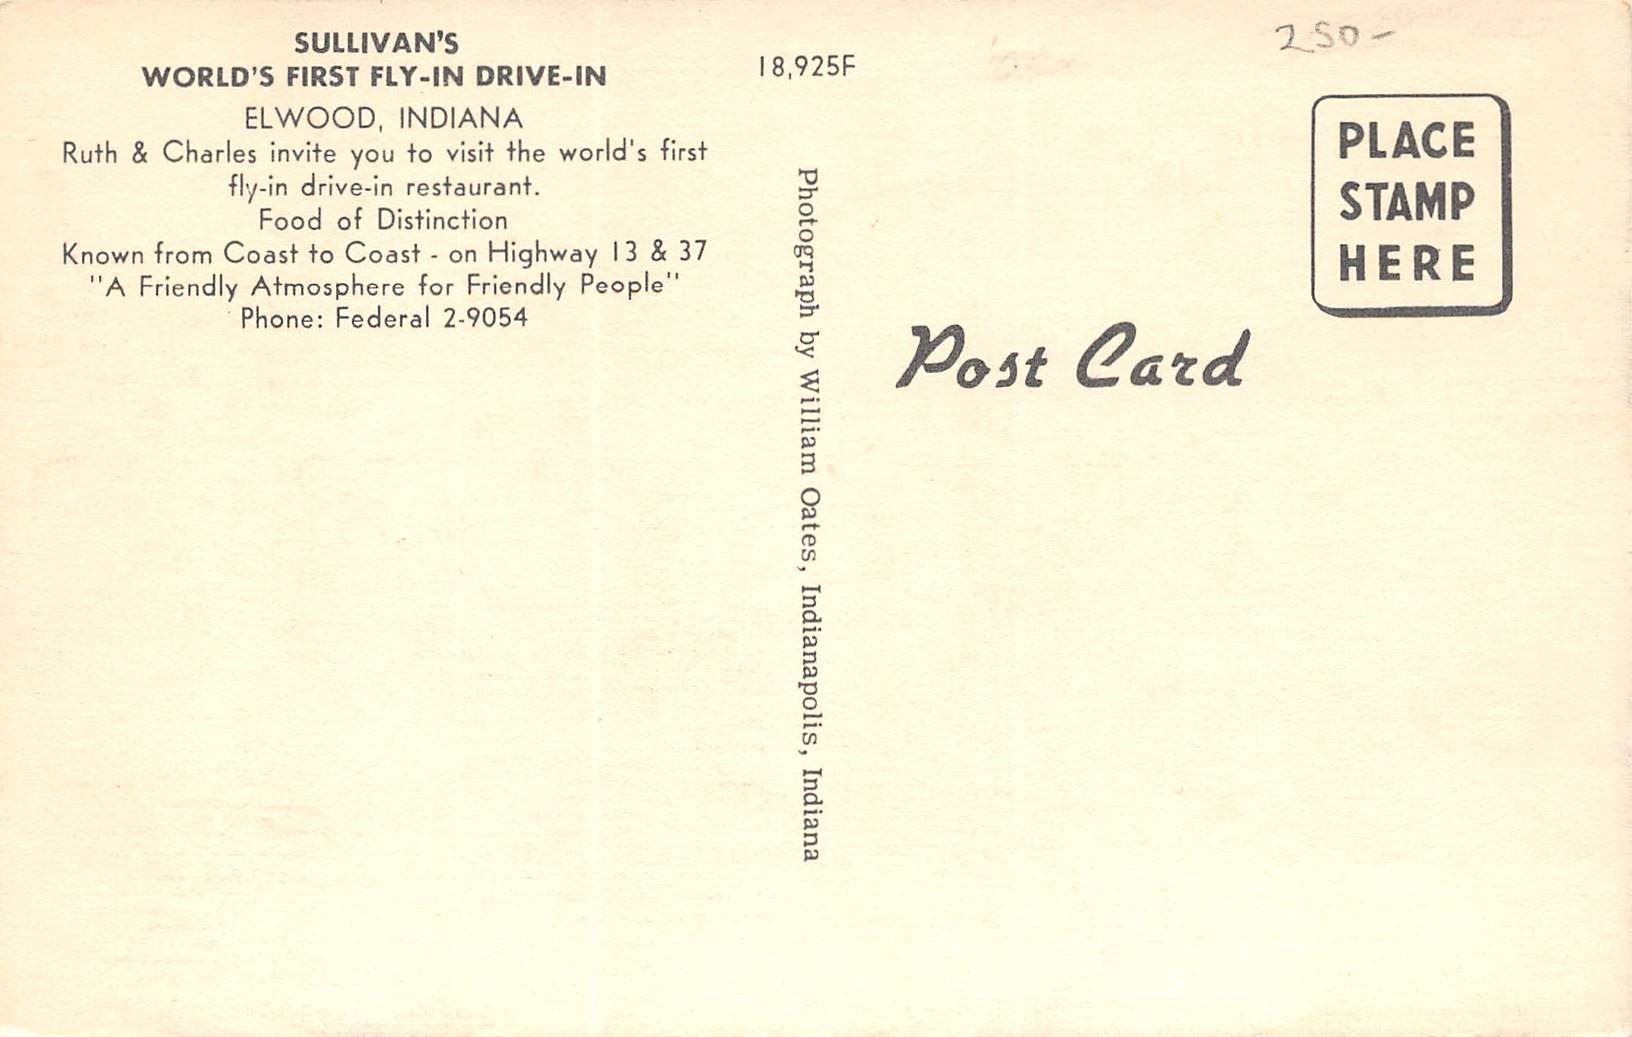 SULLIVAN'S
WORLD'S FIRST FLY-IN DRIVE-IN
ELWOOD, INDIANA
Ruth & Charles invite you to visit the world's first
fly-in drive-in restaurant.
Food of Distinction
Known from Coast to Coast - on Highway 13 & 37
"A Friendly Atmosphere for Friendly People"
Phone: Federal 2-9054
18,925F
Photograph by William Oates, Indianapolis, Indiana
250-
PLACE
STAMP
HERE
Post Card